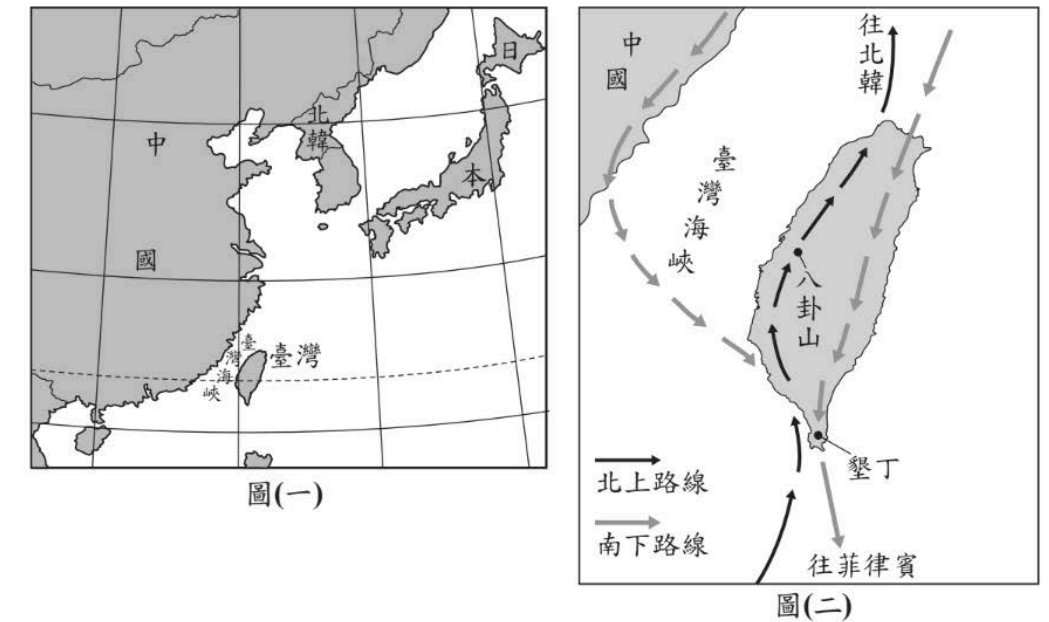 日
北韓
中
本
國
臺灣
臺灣海峽
圖(一)
往北韓
中國
臺灣海峽
八卦山
墾丁
北上路線
南下路線
往菲律賓
圖(二)